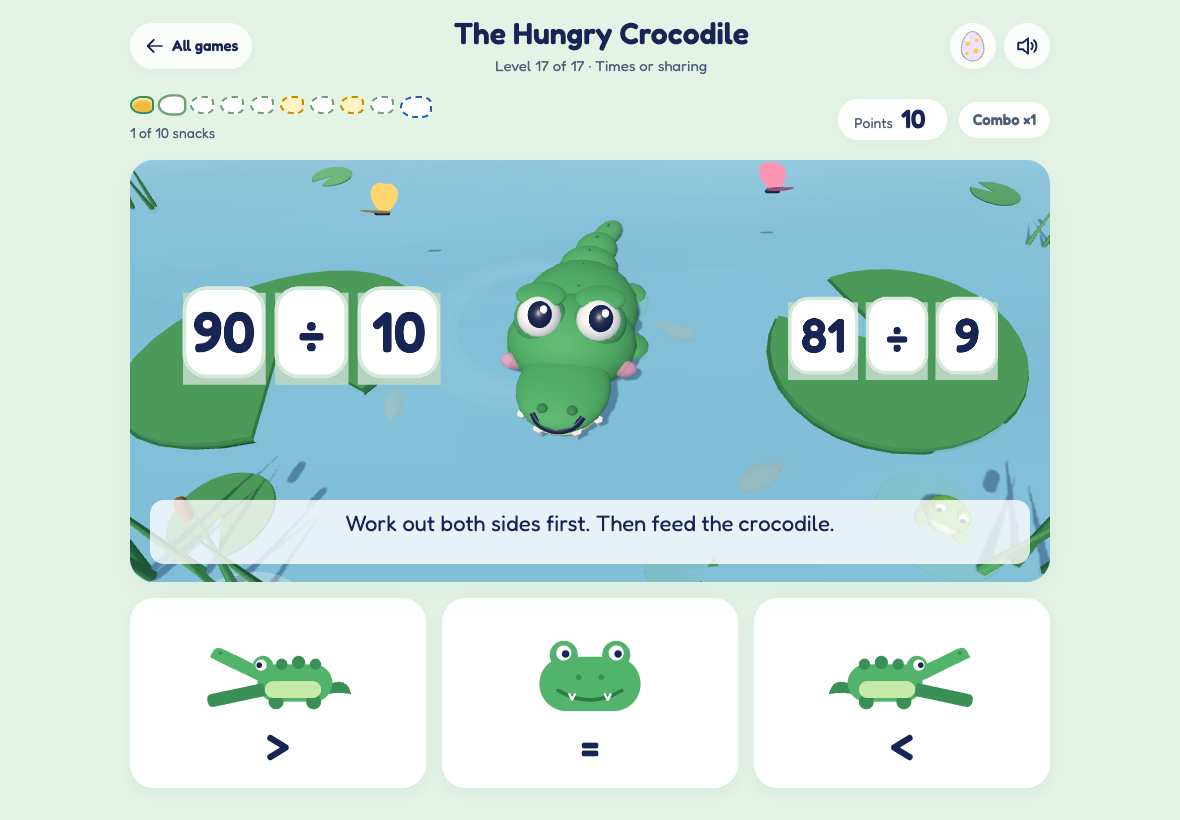 All games
The Hungry Crocodile
Level 17 of 17 · Times or sharing
1 of 10 snacks
Points 10
Combo ×1
90 ÷ 10
81 ÷ 9
Work out both sides first. Then feed the crocodile.
>
=
<